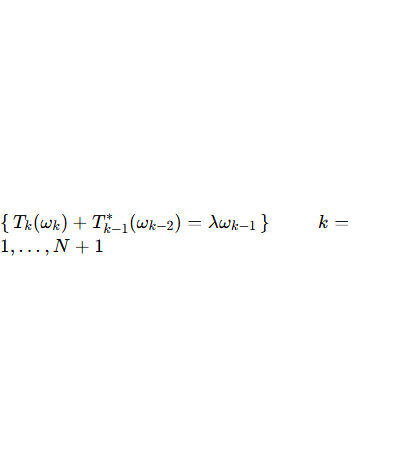 { T_k(ω_k) + T^*_{k−1}(ω_{k−2}) = λω_{k−1} }  k =
1, …, N + 1